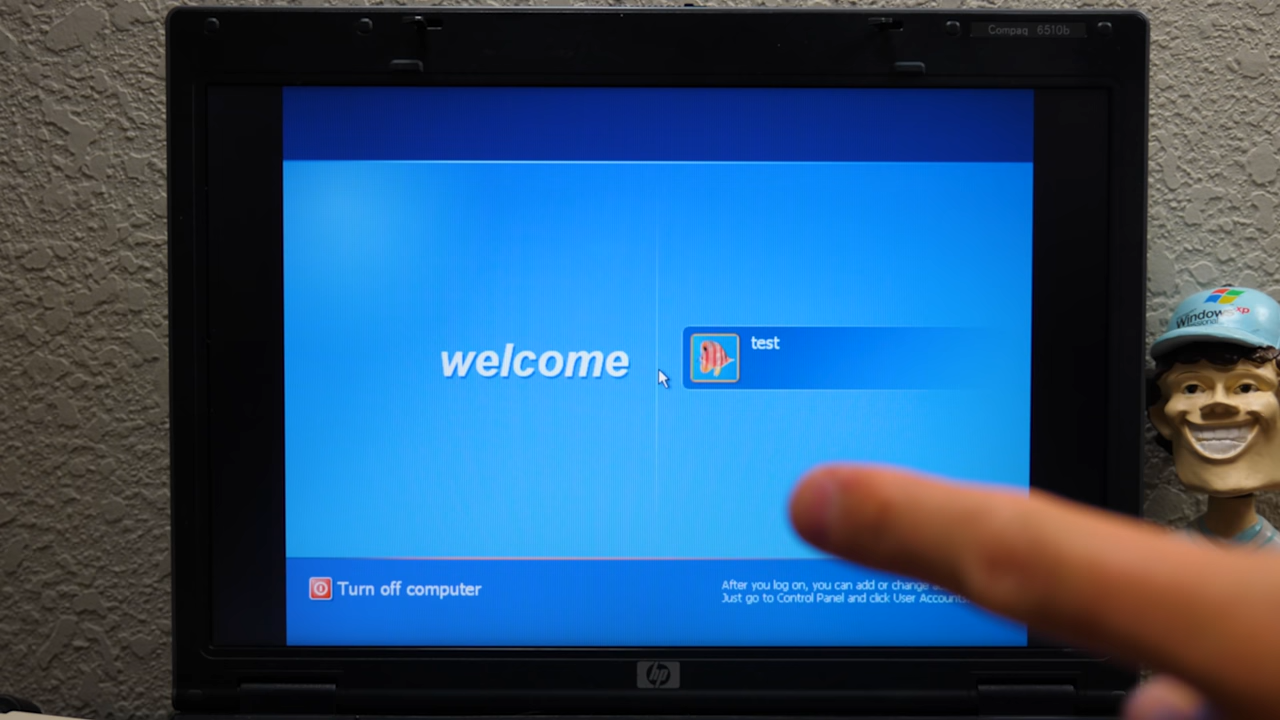 Compaq 6510b
Windows xp
test
welcome
Turn off computer
After you log on, you can add or change
Just go to Control Panel and click User Accounts.
hp